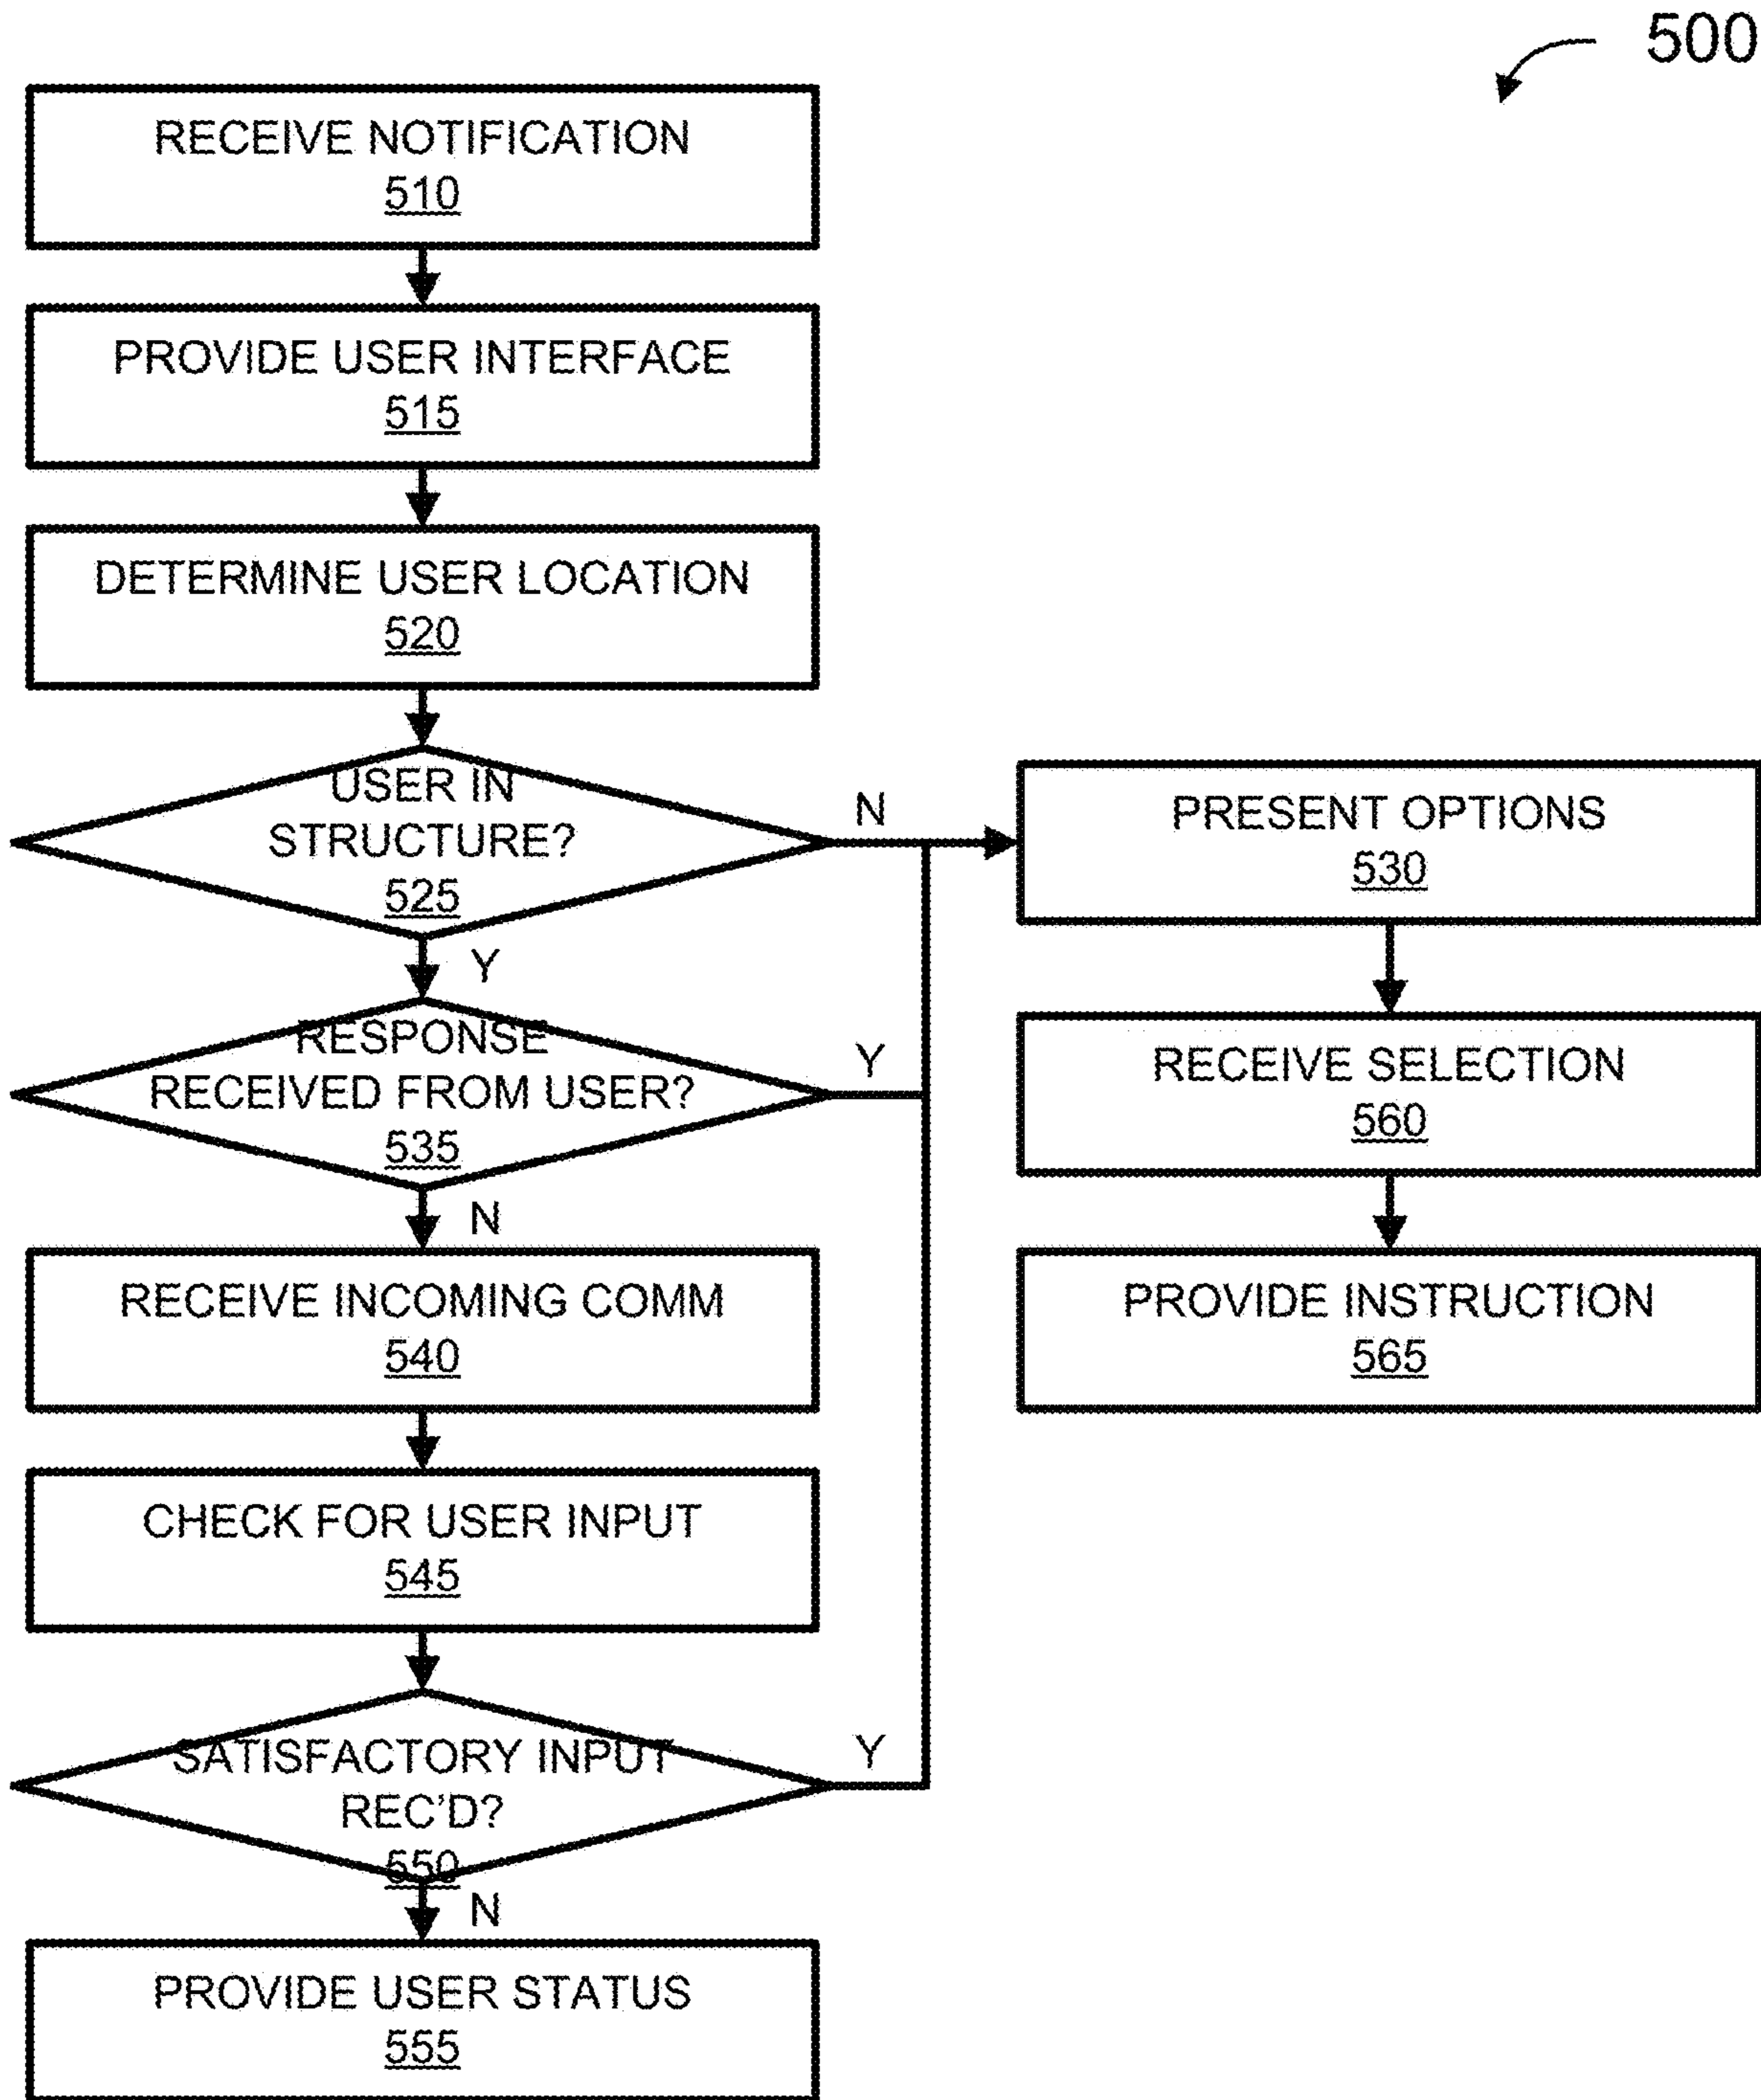 500
RECEIVE NOTIFICATION
510
PROVIDE USER INTERFACE
515
DETERMINE USER LOCATION
520
USER IN
STRUCTURE?
525
N
Y
PRESENT OPTIONS
530
RESPONSE
RECEIVED FROM USER?
535
Y
N
RECEIVE SELECTION
560
RECEIVE INCOMING COMM
540
PROVIDE INSTRUCTION
565
CHECK FOR USER INPUT
545
SATISFACTORY INPUT
REC'D?
550
Y
N
PROVIDE USER STATUS
555